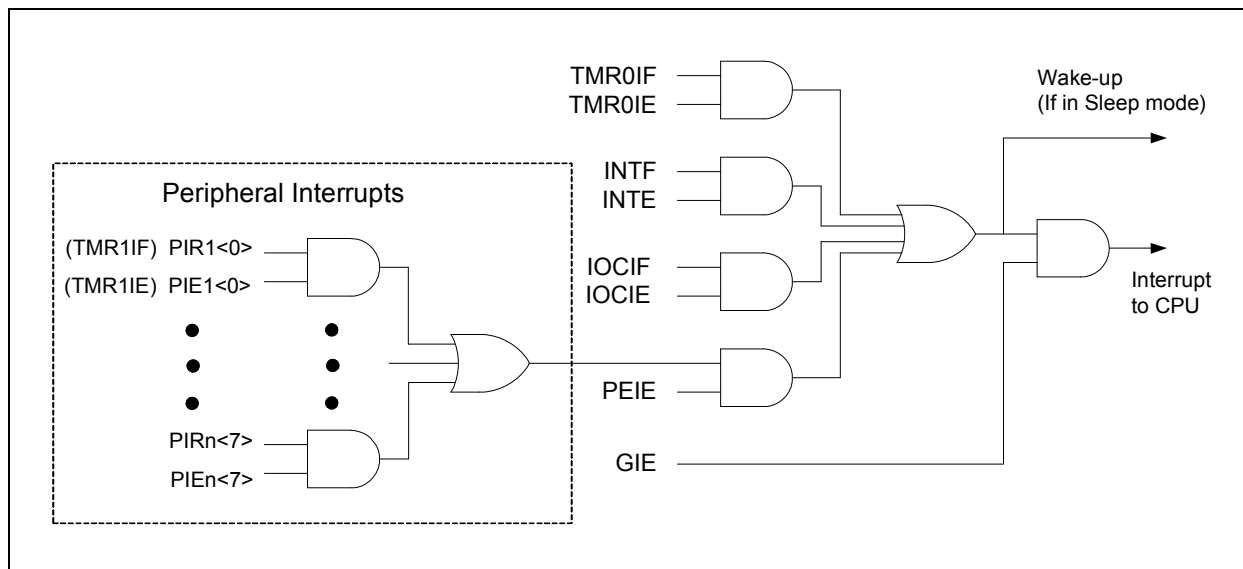 TMR0IF
TMR0IE
Wake-up
(If in Sleep mode)
INTF
INTE
Peripheral Interrupts
(TMR1IF) PIR1<0>
(TMR1IE) PIE1<0>
IOCIF
IOCIE
Interrupt
to CPU
PEIE
PIRn<7>
PIEn<7>
GIE